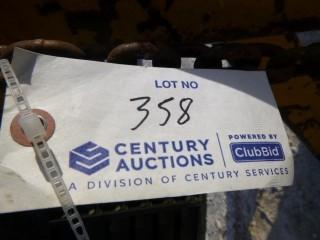 LOT NO
358
CENTURY
AUCTIONS
POWERED BY
ClubBid
A DIVISION OF CENTURY SERVICES